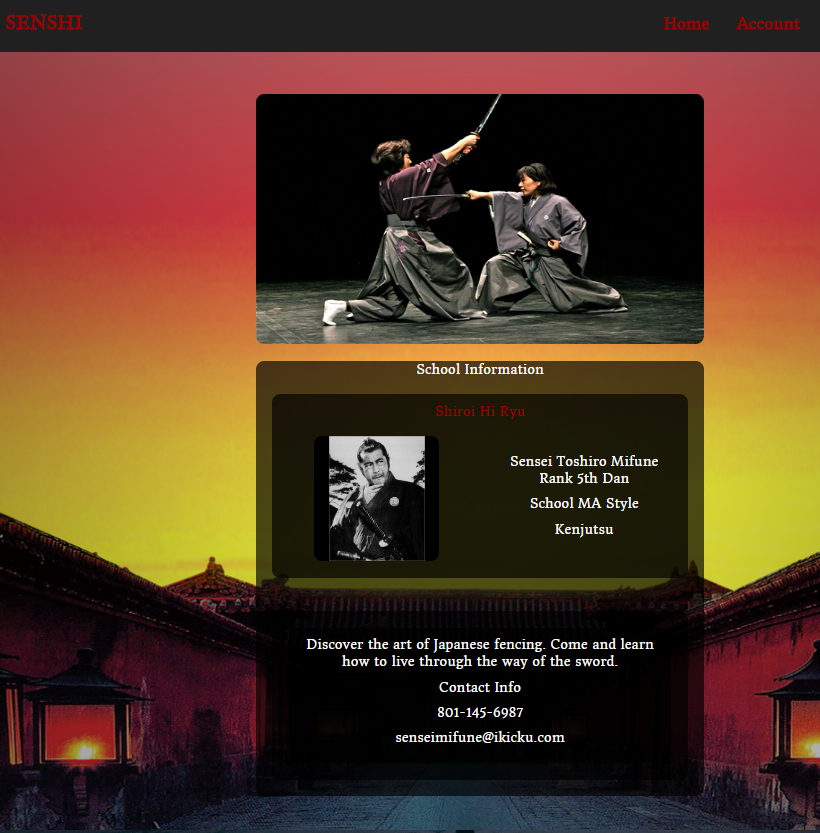 SENSHI
Home Account
School Information
Shiroi Hi Ryu
Sensei Toshiro Mifune
Rank 5th Dan
School MA Style
Kenjutsu
Discover the art of Japanese fencing. Come and learn
how to live through the way of the sword.
Contact Info
801-145-6987
senseimifune@ikicku.com